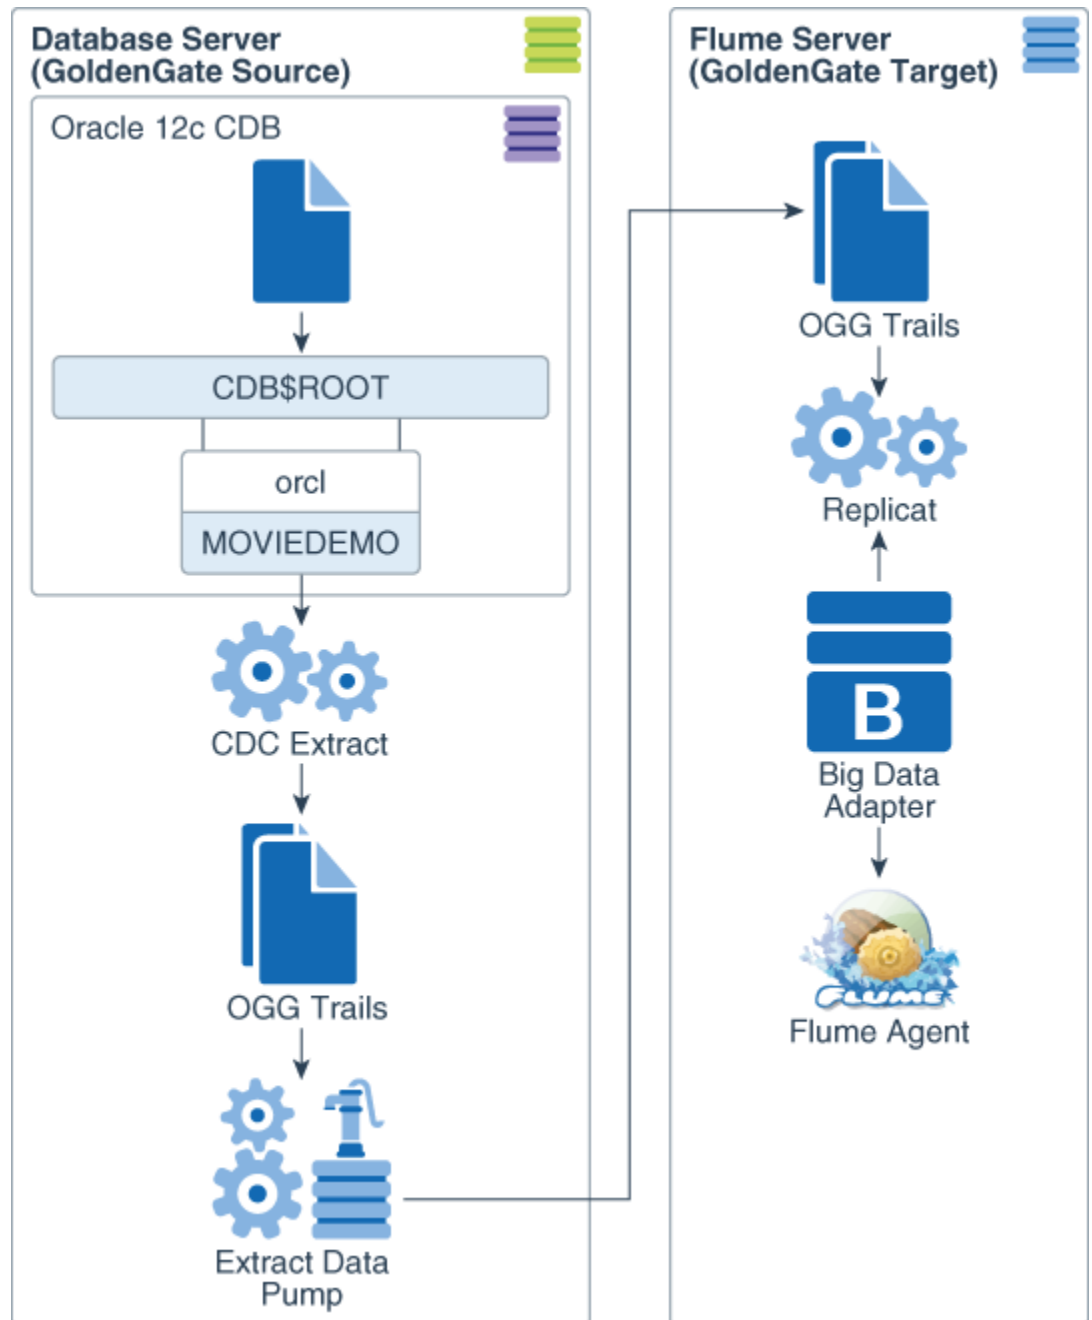 Database Server
(GoldenGate Source)
Oracle 12c CDB
CDB$ROOT
orcl
MOVIEDEMO
CDC Extract
OGG Trails
Extract Data
Pump
Flume Server
(GoldenGate Target)
OGG Trails
Replicat
B
Big Data
Adapter
FLUME
Flume Agent